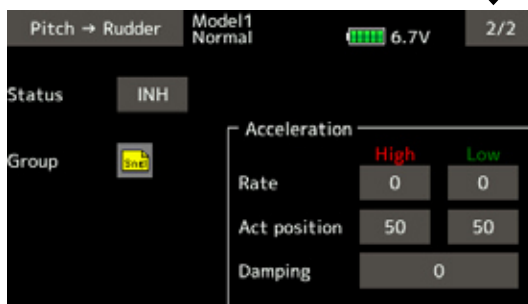 Pitch → Rudder Model1 Normal 6.7V 2/2
Status INH
Group Sngl
Acceleration
High Low
Rate 0 0
Act position 50 50
Damping 0